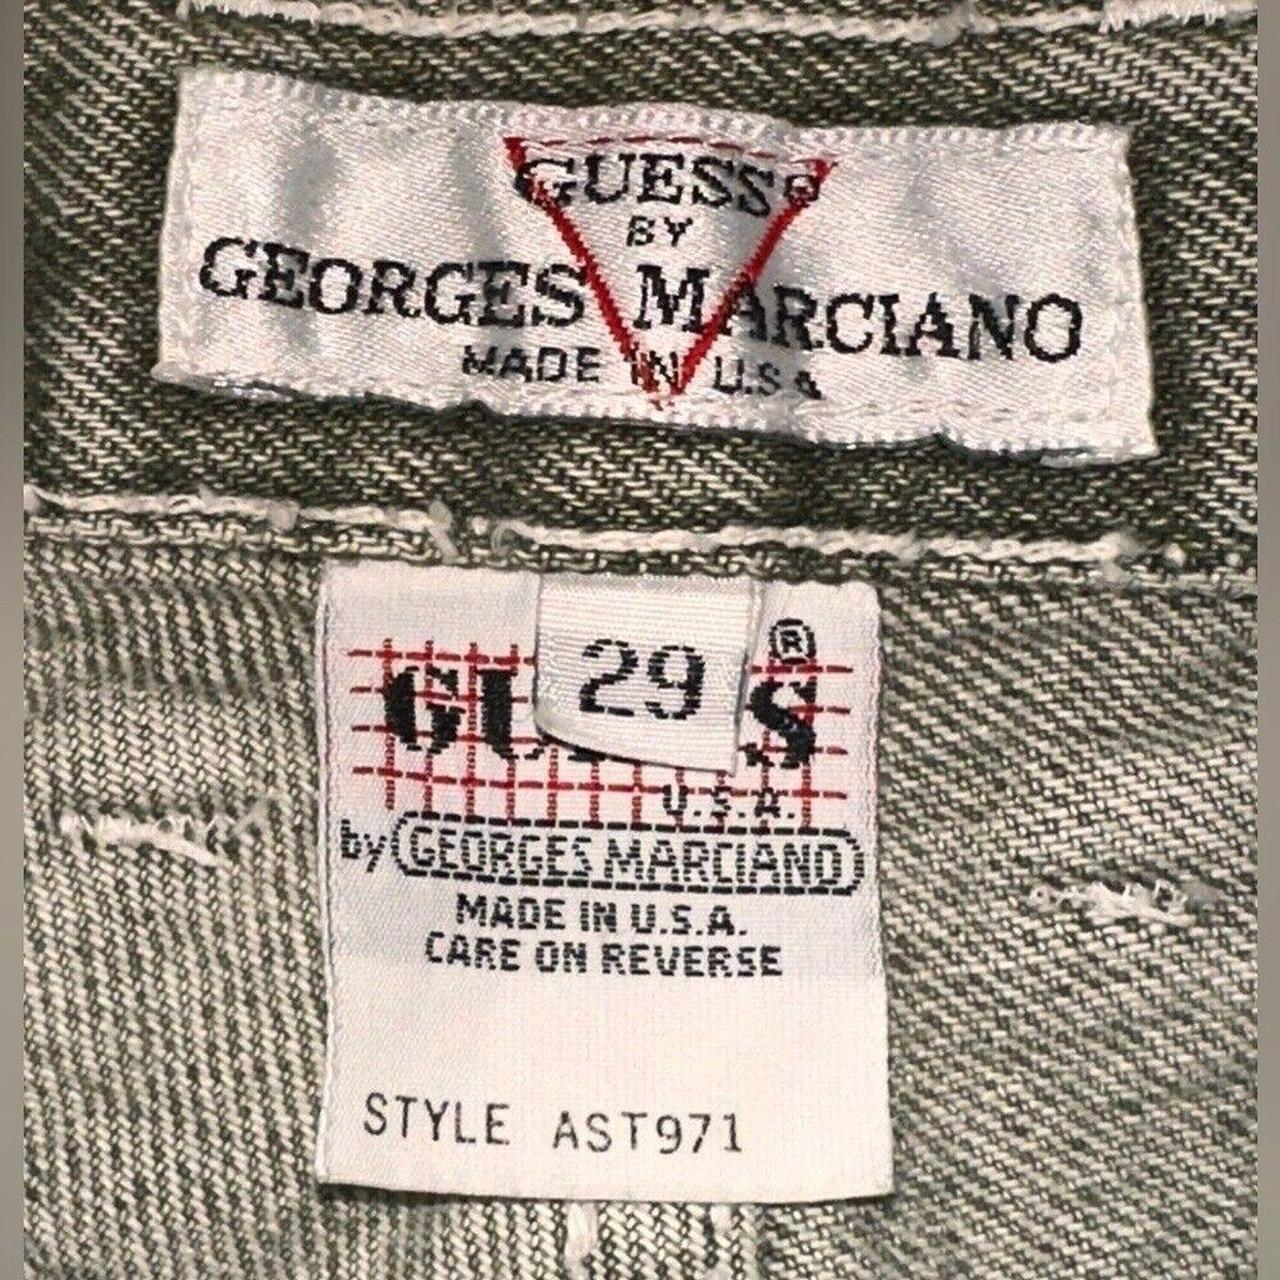 GUESS?
BY
GEORGES MARCIANO
MADE IN U.S.A
29
®
U.S.A.
by GEORGES MARCIANO
MADE IN U.S.A.
CARE ON REVERSE
STYLE AST971